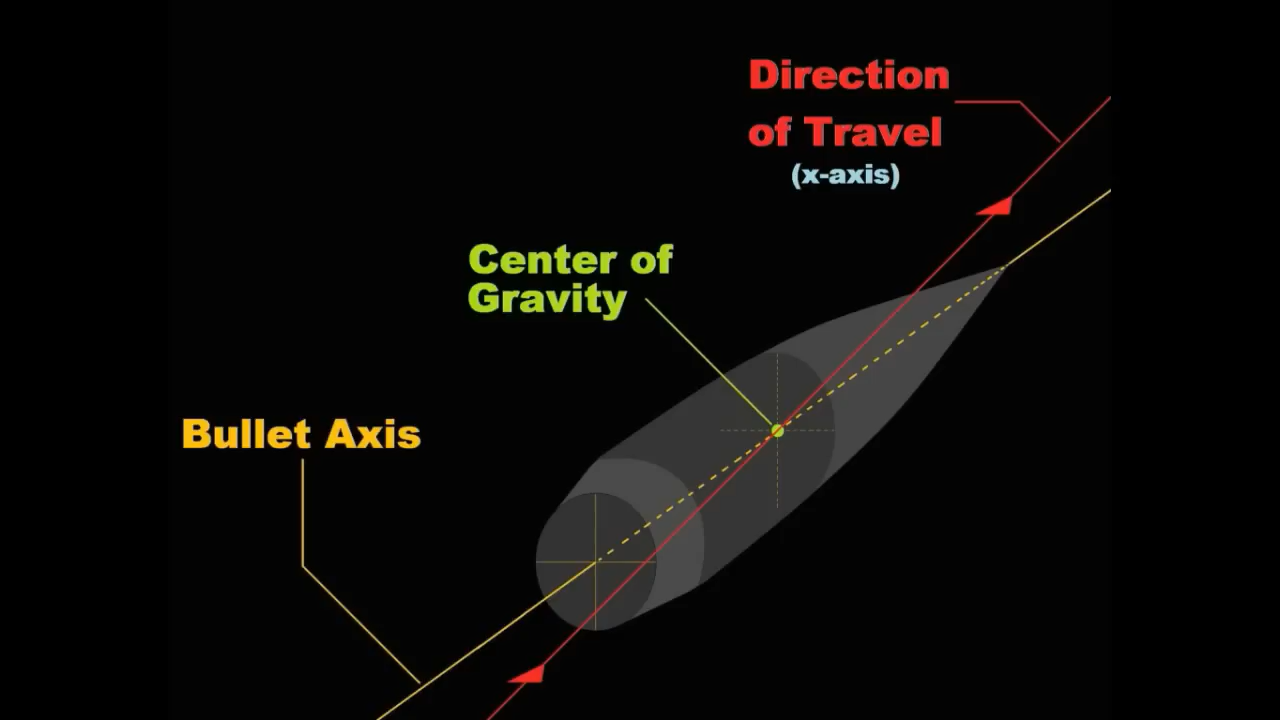 Direction
of Travel
(x-axis)
Center of
Gravity
Bullet Axis